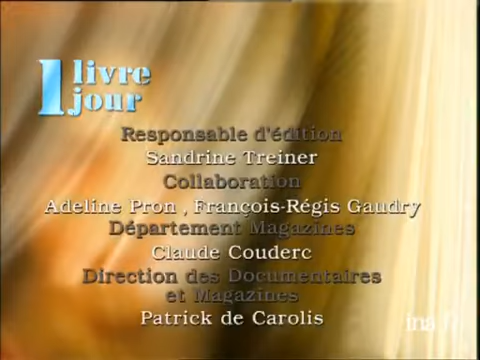 1 livre
jour
Responsable d'édition
Sandrine Treiner
Collaboration
Adeline Pron , François-Régis Gaudry
Département Magazines
Claude Couderc
Direction des Documentaires
et Magazines
Patrick de Carolis
ina.fr